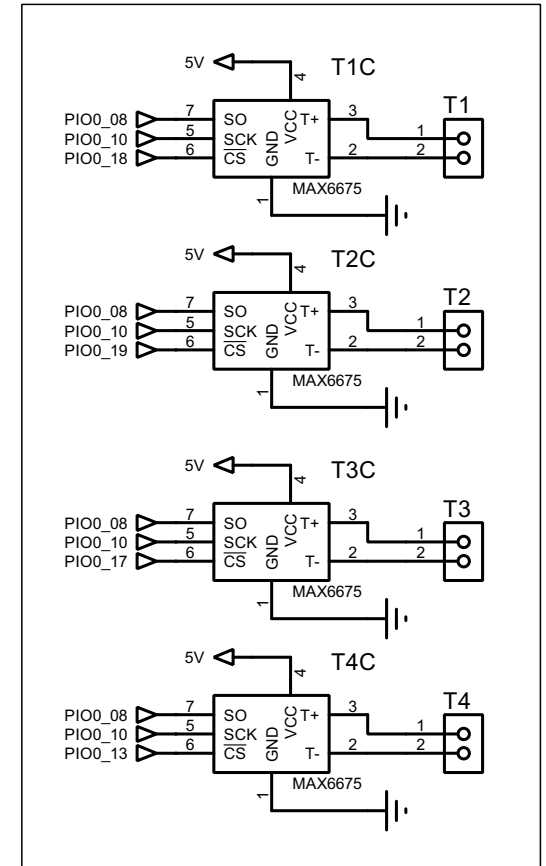 5V 4 T1C
PIO0_08 7 SO VCC T+ 3 T1
PIO0_10 5 SCK 1
PIO0_18 6 CS GND T- 2 2
1 MAX6675
5V 4 T2C
PIO0_08 7 SO VCC T+ 3 T2
PIO0_10 5 SCK 1
PIO0_19 6 CS GND T- 2 2
1 MAX6675
5V 4 T3C
PIO0_08 7 SO VCC T+ 3 T3
PIO0_10 5 SCK 1
PIO0_17 6 CS GND T- 2 2
1 MAX6675
5V 4 T4C
PIO0_08 7 SO VCC T+ 3 T4
PIO0_10 5 SCK 1
PIO0_13 6 CS GND T- 2 2
1 MAX6675